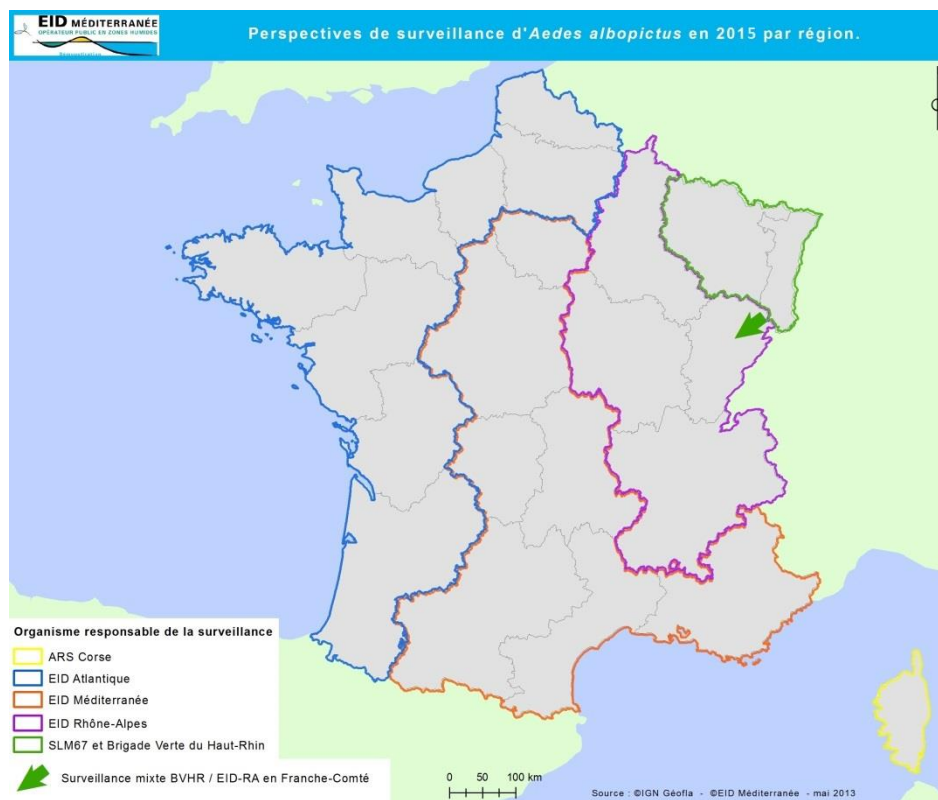 EID MÉDITERRANÉE
OPÉRATEUR PUBLIC EN ZONES HUMIDES
Démoustication
Perspectives de surveillance d'Aedes albopictus en 2015 par région.
Organisme responsable de la surveillance
ARS Corse
EID Atlantique
EID Méditerranée
EID Rhône-Alpes
SLM67 et Brigade Verte du Haut-Rhin
Surveillance mixte BVHR / EID-RA en Franche-Comté
0 50 100 km
Source : ©IGN Géofla - ©EID Méditerranée - mai 2013